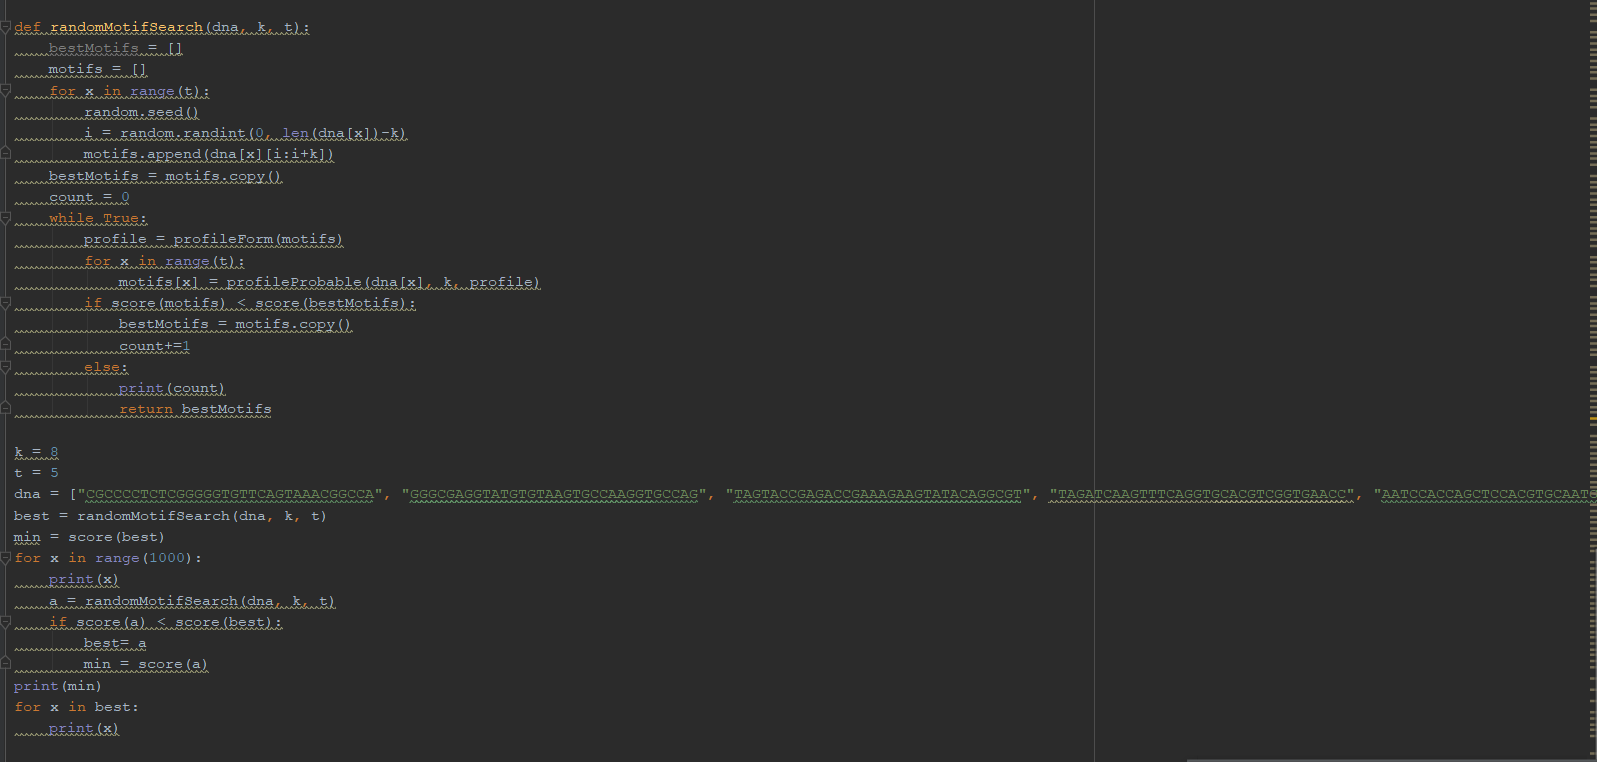 def randomMotifSearch(dna, k, t):
    bestMotifs = []
    motifs = []
    for x in range(t):
        random.seed()
        i = random.randint(0, len(dna[x])-k)
        motifs.append(dna[x][i:i+k])
    bestMotifs = motifs.copy()
    count = 0
    while True:
        profile = profileForm(motifs)
        for x in range(t):
            motifs[x] = profileProbable(dna[x], k, profile)
        if score(motifs) < score(bestMotifs):
            bestMotifs = motifs.copy()
            count+=1
        else:
            print(count)
            return bestMotifs
k = 8
t = 5
dna = ["CGCCCCTCTCGGGGGTGTTCAGTAAACGGCCA", "GGGCGAGGTATGTGTAAGTGCCAAGGTGCCAG", "TAGTACCGAGACCGAAAGAAGTATACAGGCGT", "TAGATCAAGTTTCAGGTGCACGTCGGTGAACC", "AATCCACCAGCTCCACGTGCAAT
best = randomMotifSearch(dna, k, t)
min = score(best)
for x in range(1000):
    print(x)
    a = randomMotifSearch(dna, k, t)
    if score(a) < score(best):
        best= a
        min = score(a)
print(min)
for x in best:
    print(x)